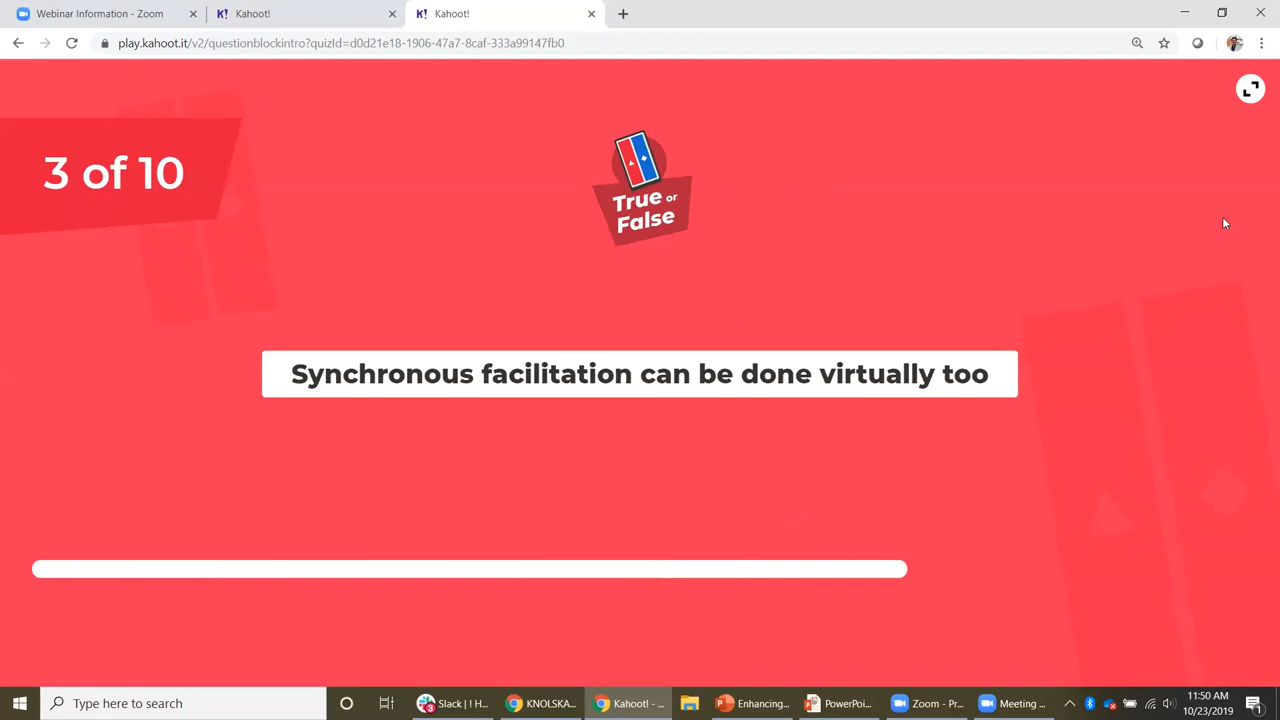 Webinar Information - Zoom
Kahoot!
Kahoot!
play.kahoot.it/v2/questionblockintro?quizId=d0d21e18-1906-47a7-8caf-333a99147fb0
3 of 10
True or
False
Synchronous facilitation can be done virtually too
Type here to search
Slack | ! H...
KNOLSKA...
Kahoot! - ...
Enhancing...
PowerPoi...
Zoom - Pr...
Meeting ...
11:50 AM
10/23/2019